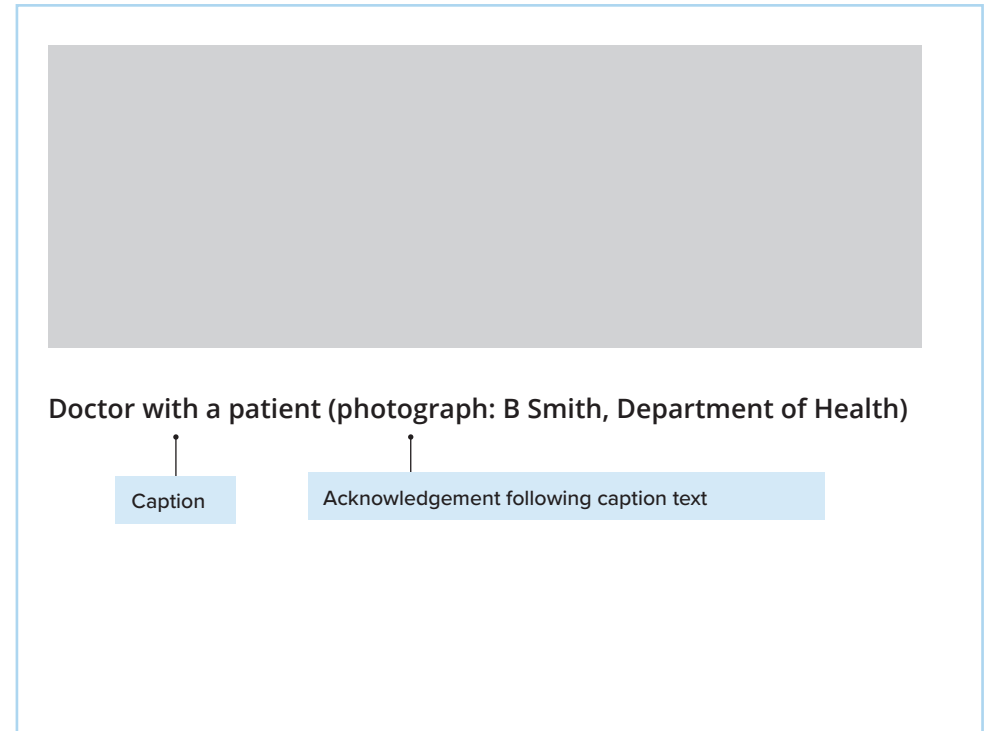 Doctor with a patient (photograph: B Smith, Department of Health)
Caption
Acknowledgement following caption text